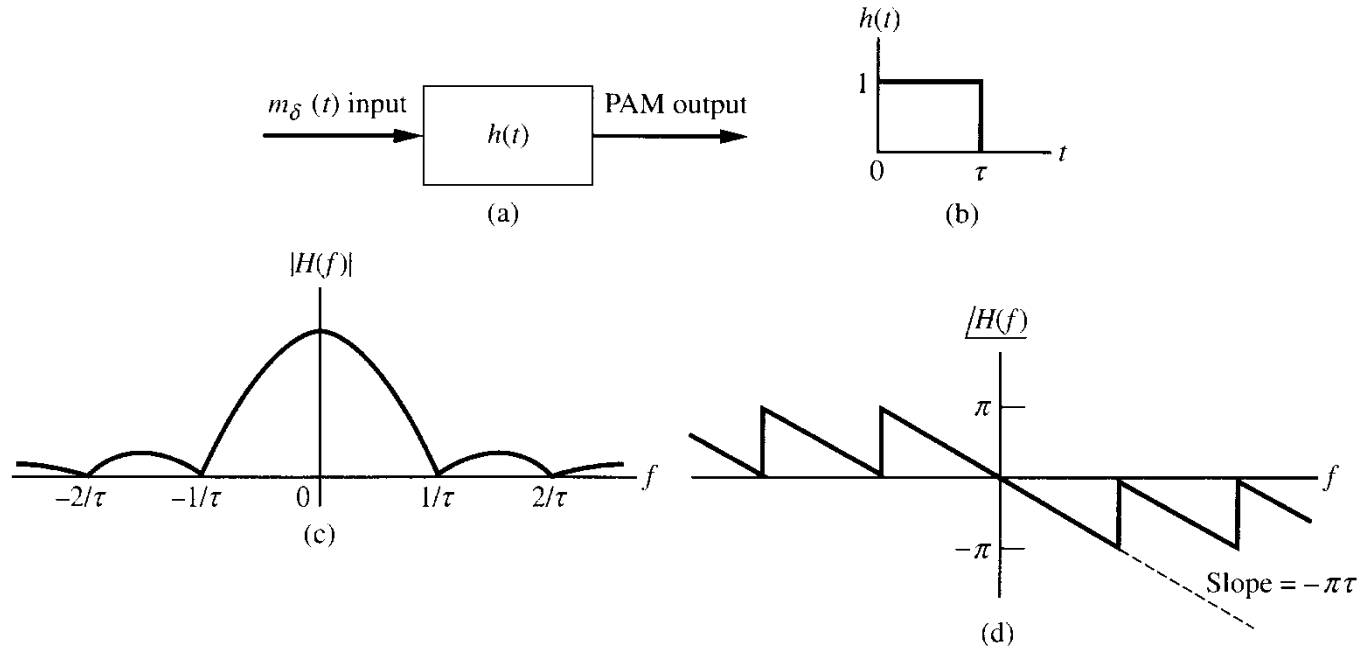 m_δ (t) input
h(t)
PAM output
(a)
h(t)
1
0
τ
t
(b)
|H(f)|
−2/τ
−1/τ
0
1/τ
2/τ
f
(c)
/H(f)
π
f
−π
Slope = −πτ
(d)